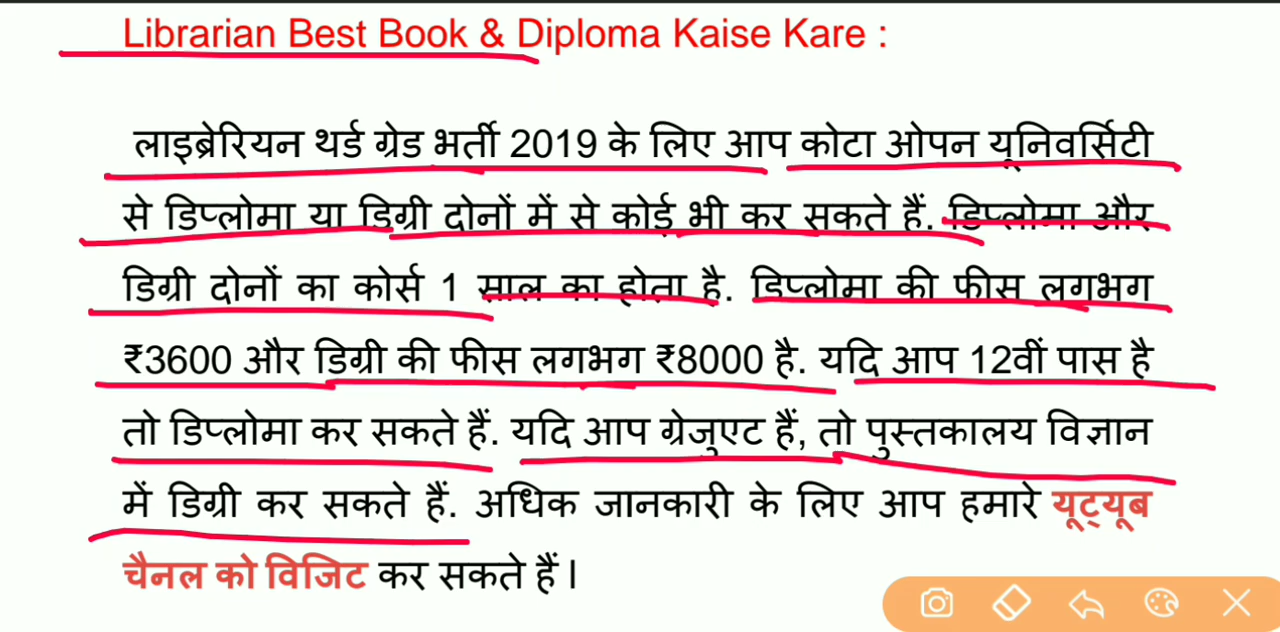 Librarian Best Book & Diploma Kaise Kare :
लाइब्रेरियन थर्ड ग्रेड भर्ती 2019 के लिए आप कोटा ओपन यूनिवर्सिटी
से डिप्लोमा या डिग्री दोनों में से कोई भी कर सकते हैं. डिप्लोमा और
डिग्री दोनों का कोर्स 1 साल का होता है. डिप्लोमा की फीस लगभग
₹3600 और डिग्री की फीस लगभग ₹8000 है. यदि आप 12वीं पास है
तो डिप्लोमा कर सकते हैं. यदि आप ग्रेजुएट हैं, तो पुस्तकालय विज्ञान
में डिग्री कर सकते हैं. अधिक जानकारी के लिए आप हमारे यूट्यूब
चैनल को विजिट कर सकते हैं ।